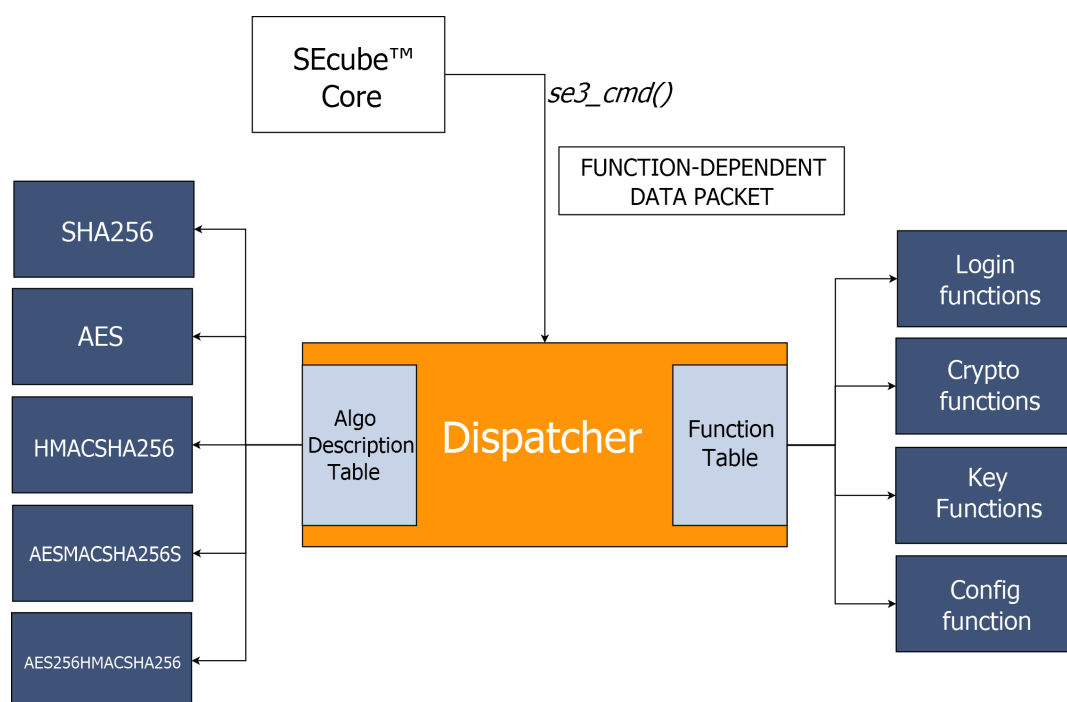 SEcube™
Core
se3_cmd()
FUNCTION-DEPENDENT
DATA PACKET
SHA256
AES
HMACSHA256
AESMACSHA256S
AES256HMACSHA256
Algo
Description
Table
Dispatcher
Function
Table
Login
functions
Crypto
functions
Key
Functions
Config
function